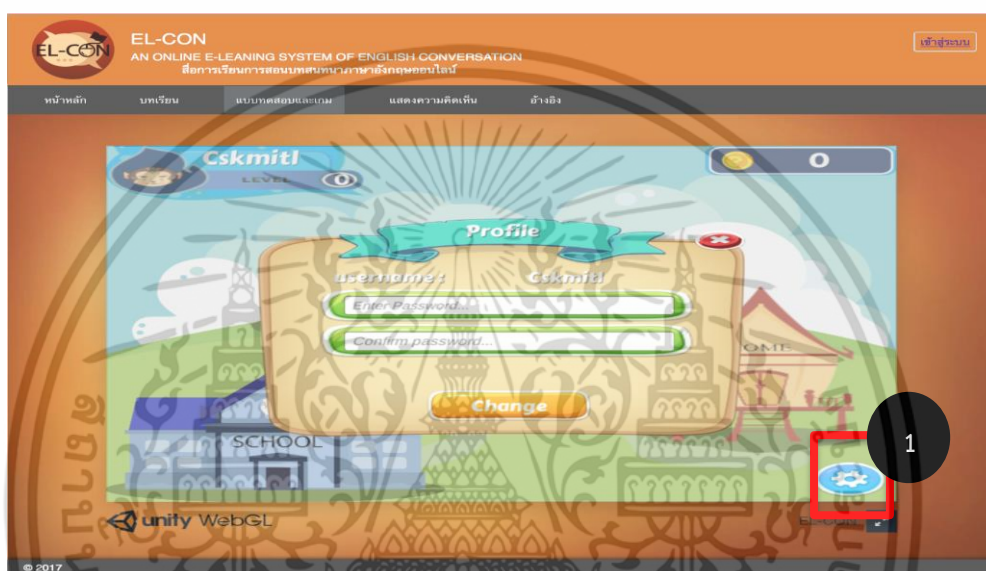 EL-CON
EL-CON
AN ONLINE E-LEANING SYSTEM OF ENGLISH CONVERSATION
สื่อการเรียนการสอนบทสนทนาภาษาอังกฤษออนไลน์
เข้าสู่ระบบ
หน้าหลัก บทเรียน แบบทดสอบและเกม แสดงความคิดเห็น อ้างอิง
Cskmitl
LEVEL 0
0
Profile
username : Cskmitl
Enter Password...
Confirm password...
Change
HOME
SCHOOL
1
unity WebGL
EL-CON
© 2017